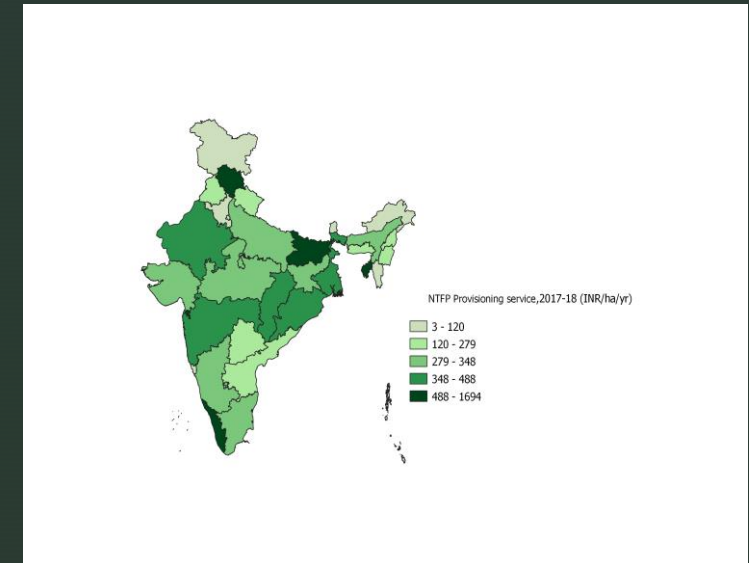 NTFP Provisioning service,2017-18 (INR/ha/yr)
3 - 120
120 - 279
279 - 348
348 - 488
488 - 1694